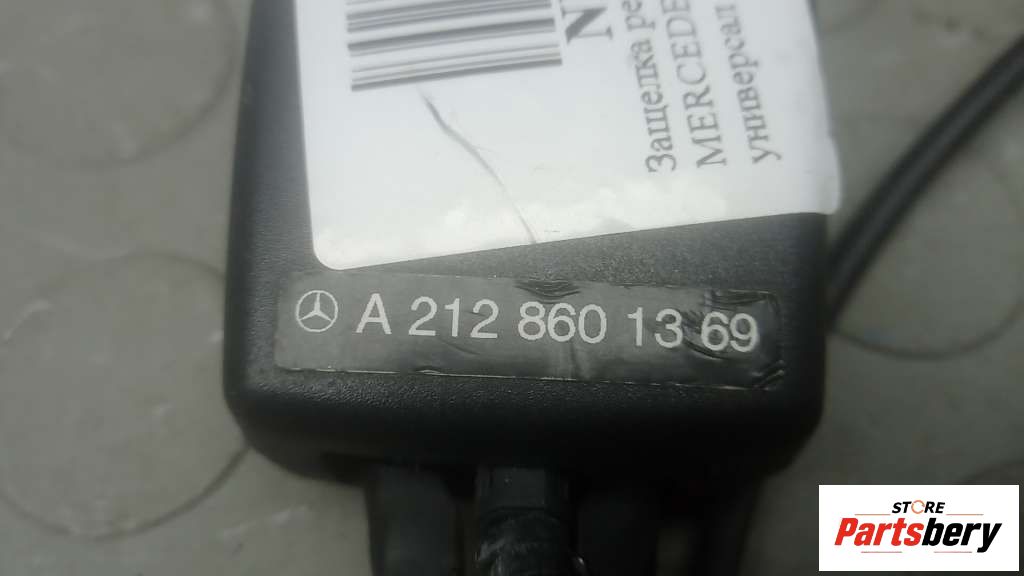 N
Защелка ре
MERCEDE
универсал
A 212 860 13 69
STORE
Partsbery